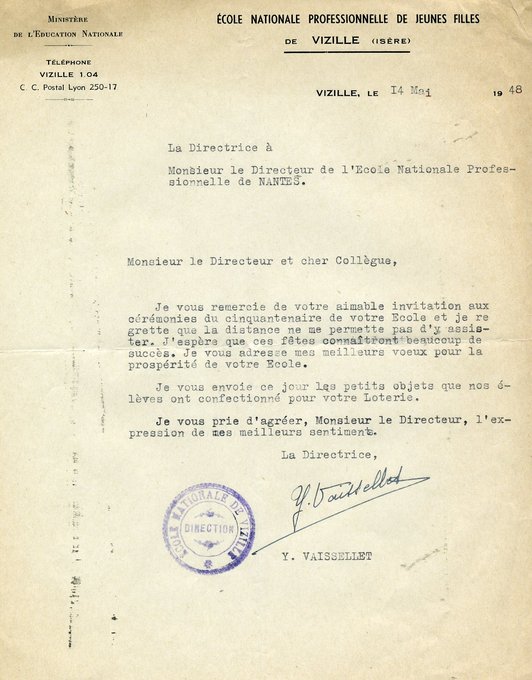 MINISTÈRE
DE L'EDUCATION NATIONALE
TÉLÉPHONE
VIZILLE 1.04
C. C. Postal Lyon 250-17
ÉCOLE NATIONALE PROFESSIONNELLE DE JEUNES FILLES
DE VIZILLE (ISÈRE)
VIZILLE, LE 14 Mai 1948
La Directrice à
Monsieur le Directeur de l'Ecole Nationale Profes-
sionnelle de NANTES.
Monsieur le Directeur et cher Collègue,
Je vous remercie de votre aimable invitation aux
cérémonies du cinquantenaire de votre Ecole et je re
grette que la distance ne me permette pas d'y assis-
ter. J'espère que ces fêtes connaîtront beaucoup de
succès. Je vous adresse mes meilleurs voeux pour la
prospérité de votre Ecole.
Je vous envoie ce jour les petits objets que nos é-
lèves ont confectionné pour votre Loterie.
Je vous prie d'agréer, Monsieur le Directeur, l'ex-
pression de mes meilleurs sentiments.
La Directrice,
Y. Vaissellet
ÉCOLE NATIONALE DE VIZILLE
DIRECTION
Y. VAISSELLET